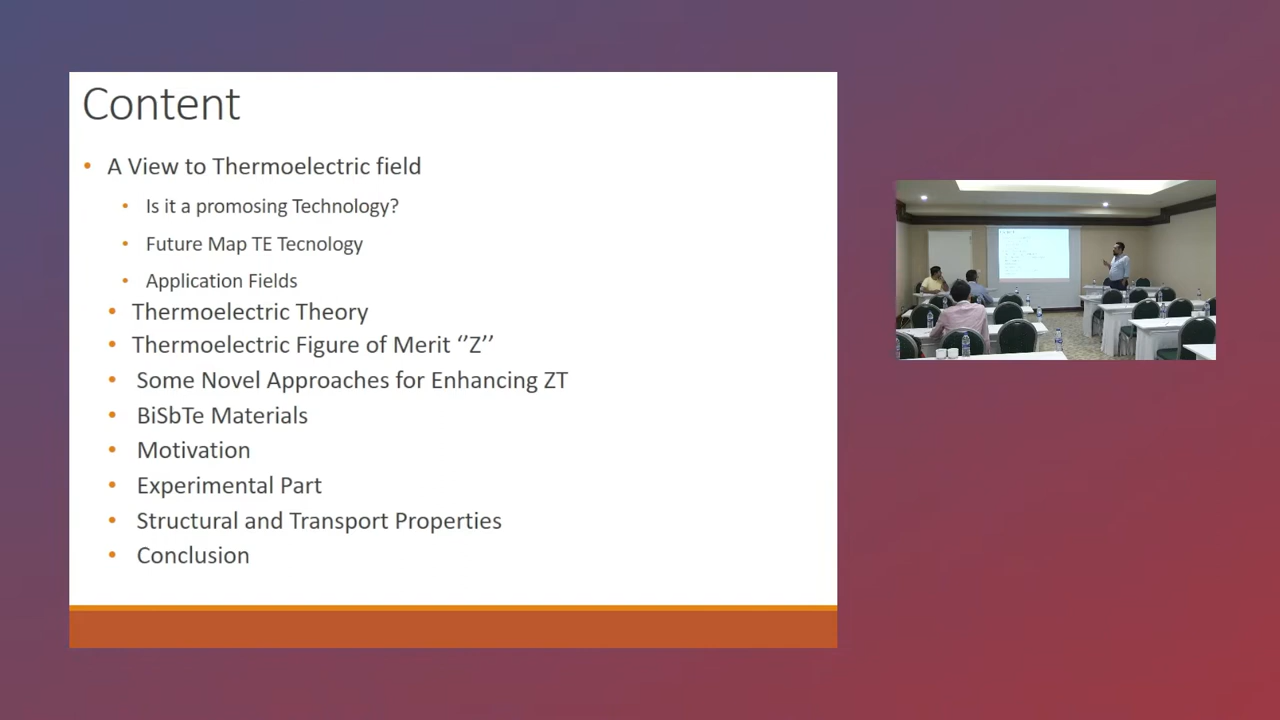 Content
• A View to Thermoelectric field
• Is it a promosing Technology?
• Future Map TE Tecnology
• Application Fields
• Thermoelectric Theory
• Thermoelectric Figure of Merit ‘’Z’’
• Some Novel Approaches for Enhancing ZT
• BiSbTe Materials
• Motivation
• Experimental Part
• Structural and Transport Properties
• Conclusion